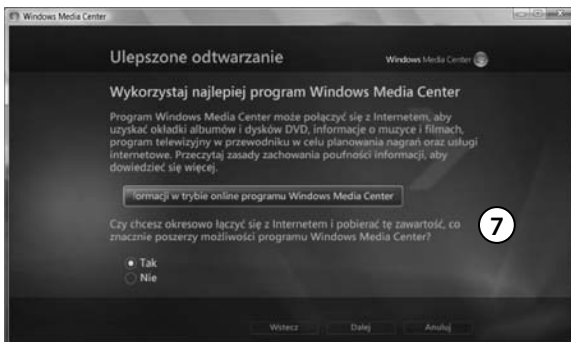 Windows Media Center
Ulepszone odtwarzanie
Windows Media Center
Wykorzystaj najlepiej program Windows Media Center
Program Windows Media Center może połączyć się z Internetem, aby
uzyskać okładki albumów i dysków DVD, informacje o muzyce i filmach,
program telewizyjny w przewodniku w celu planowania nagrań oraz usługi
internetowe. Przeczytaj zasady zachowania poufności informacji, aby
dowiedzieć się więcej.
formacji w trybie online programu Windows Media Center
Czy chcesz okresowo łączyć się z Internetem i pobierać tę zawartość, co
znacznie poszerzy możliwości programu Windows Media Center?
7
Tak
Nie
Wstecz
Dalej
Anuluj